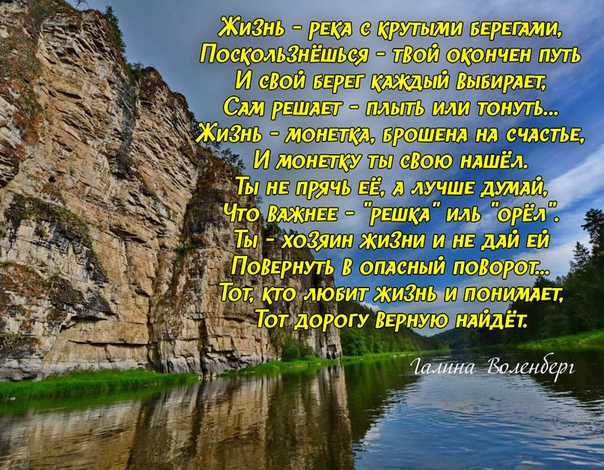 Жизнь - река с крутыми берегами,
Поскользнёшься - твой окончен путь
И свой берег каждый выбирает,
Сам решает - плыть или тонуть...
Жизнь - монетка, брошена на счастье,
И монетку ты свою нашёл.
Ты не прячь её, а лучше думай,
Что важнее - "решка" иль "орёл".
Ты - хозяин жизни и не дай ей
Повернуть в опасный поворот...
Тот, кто любит жизнь и понимает,
Тот дорогу верную найдёт.
Галина Воленберг